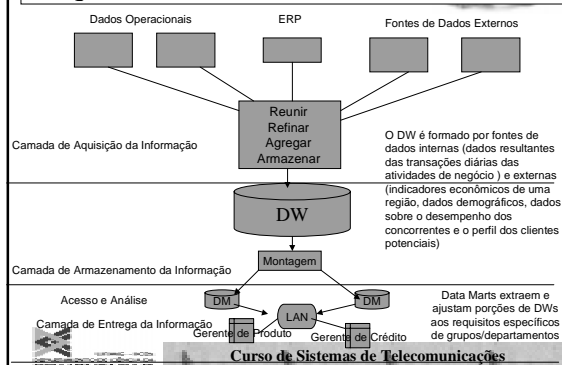 Dados Operacionais
ERP
Fontes de Dados Externos
Reunir
Refinar
Agregar
Armazenar
Camada de Aquisição da Informação
O DW é formado por fontes de
dados internas (dados resultantes
das transações diárias das
atividades de negócio ) e externas
(indicadores econômicos de uma
região, dados demográficos, dados
sobre o desempenho dos
concorrentes e o perfil dos clientes
potenciais)
DW
Montagem
Camada de Armazenamento da Informação
Acesso e Análise
DM
LAN
DM
Data Marts extraem e
ajustam porções de DWs
aos requisitos específicos
de grupos/departamentos
Camada de Entrega da Informação
Gerente de Produto
Gerente de Crédito
Curso de Sistemas de Telecomunicações